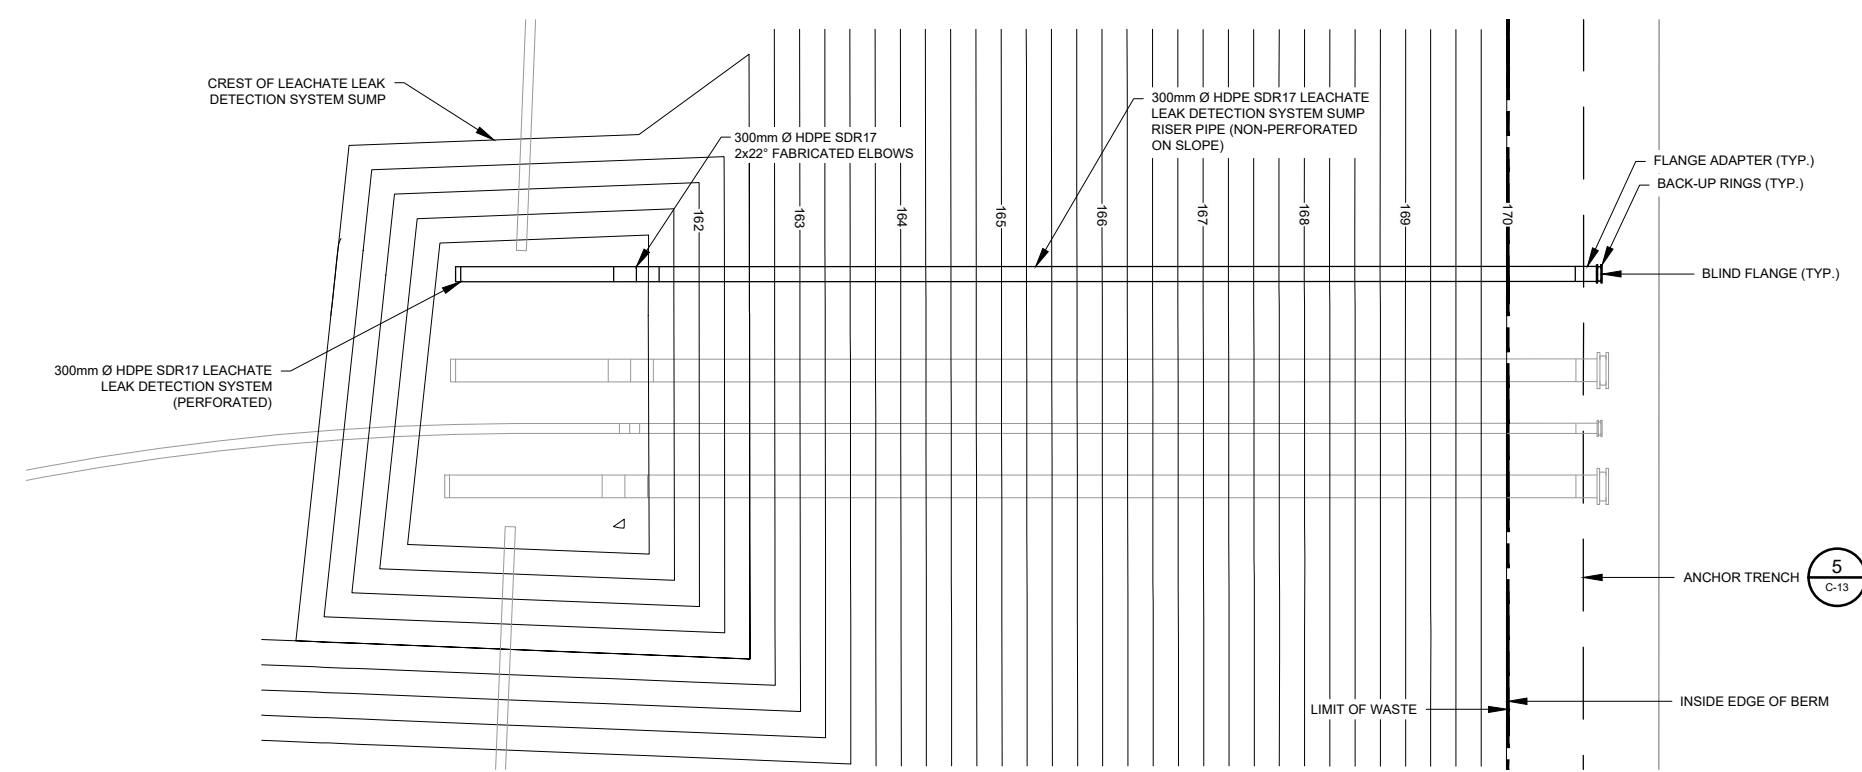 CREST OF LEACHATE LEAK
DETECTION SYSTEM SUMP
300mm Ø HDPE SDR17
2x22° FABRICATED ELBOWS
300mm Ø HDPE SDR17 LEACHATE
LEAK DETECTION SYSTEM SUMP
RISER PIPE (NON-PERFORATED
ON SLOPE)
FLANGE ADAPTER (TYP.)
BACK-UP RINGS (TYP.)
162
163
164
165
166
167
168
169
170
BLIND FLANGE (TYP.)
300mm Ø HDPE SDR17 LEACHATE
LEAK DETECTION SYSTEM
(PERFORATED)
ANCHOR TRENCH
5
C-13
LIMIT OF WASTE
INSIDE EDGE OF BERM